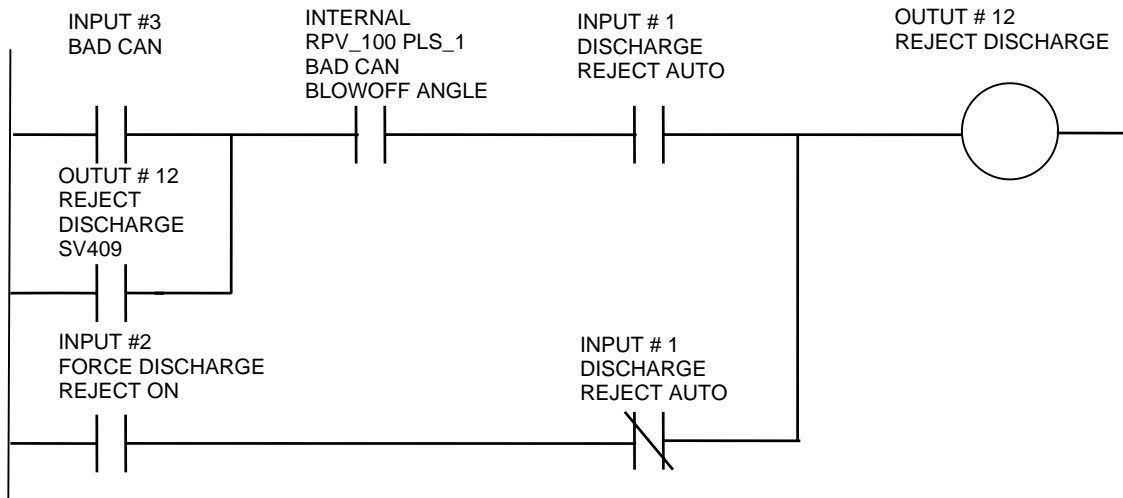 INPUT #3
BAD CAN
INTERNAL
RPV_100 PLS_1
BAD CAN
BLOWOFF ANGLE
INPUT # 1
DISCHARGE
REJECT AUTO
OUTUT # 12
REJECT DISCHARGE
OUTUT # 12
REJECT
DISCHARGE
SV409
INPUT #2
FORCE DISCHARGE
REJECT ON
INPUT # 1
DISCHARGE
REJECT AUTO